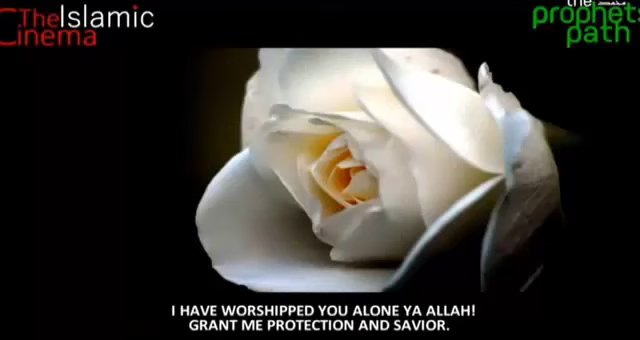 TheIslamic
Cinema
the
prophets
path
I HAVE WORSHIPPED YOU ALONE YA ALLAH!
GRANT ME PROTECTION AND SAVIOR.